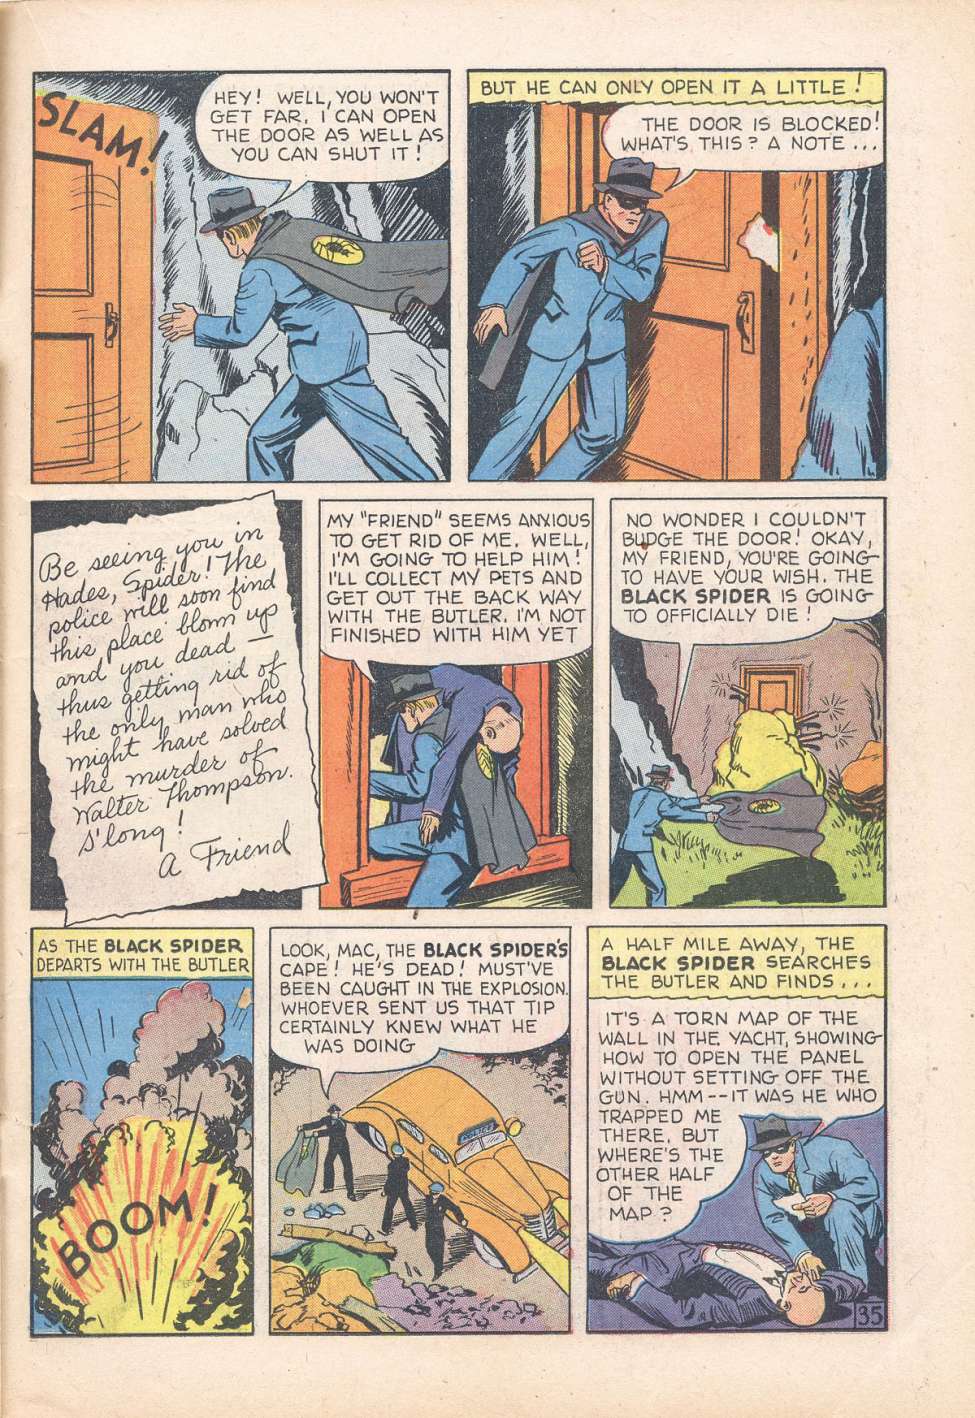 SLAM!
HEY! WELL, YOU WON'T
GET FAR. I CAN OPEN
THE DOOR AS WELL AS
YOU CAN SHUT IT!
BUT HE CAN ONLY OPEN IT A LITTLE!
THE DOOR IS BLOCKED!
WHAT'S THIS? A NOTE...
Be seeing you in
Hades, Spider! The
police will soon find
this place blown up
and you dead —
thus getting rid of
the only man who
might have solved
the murder of
Walter Thompson.
S'long!
A Friend
MY "FRIEND" SEEMS ANXIOUS
TO GET RID OF ME. WELL,
I'M GOING TO HELP HIM!
I'LL COLLECT MY PETS AND
GET OUT THE BACK WAY
WITH THE BUTLER. I'M NOT
FINISHED WITH HIM YET
NO WONDER I COULDN'T
BUDGE THE DOOR! OKAY,
MY FRIEND, YOU'RE GOING
TO HAVE YOUR WISH. THE
BLACK SPIDER IS GOING
TO OFFICIALLY DIE!
AS THE BLACK SPIDER
DEPARTS WITH THE BUTLER
BOOM!
LOOK, MAC, THE BLACK SPIDER'S
CAPE! HE'S DEAD! MUST'VE
BEEN CAUGHT IN THE EXPLOSION.
WHOEVER SENT US THAT TIP
CERTAINLY KNEW WHAT HE
WAS DOING
POLICE
A HALF MILE AWAY, THE
BLACK SPIDER SEARCHES
THE BUTLER AND FINDS...
IT'S A TORN MAP OF THE
WALL IN THE YACHT, SHOWING
HOW TO OPEN THE PANEL
WITHOUT SETTING OFF THE
GUN. HMM--IT WAS HE WHO
TRAPPED ME
THERE. BUT
WHERE'S THE
OTHER HALF
OF THE
MAP?
35